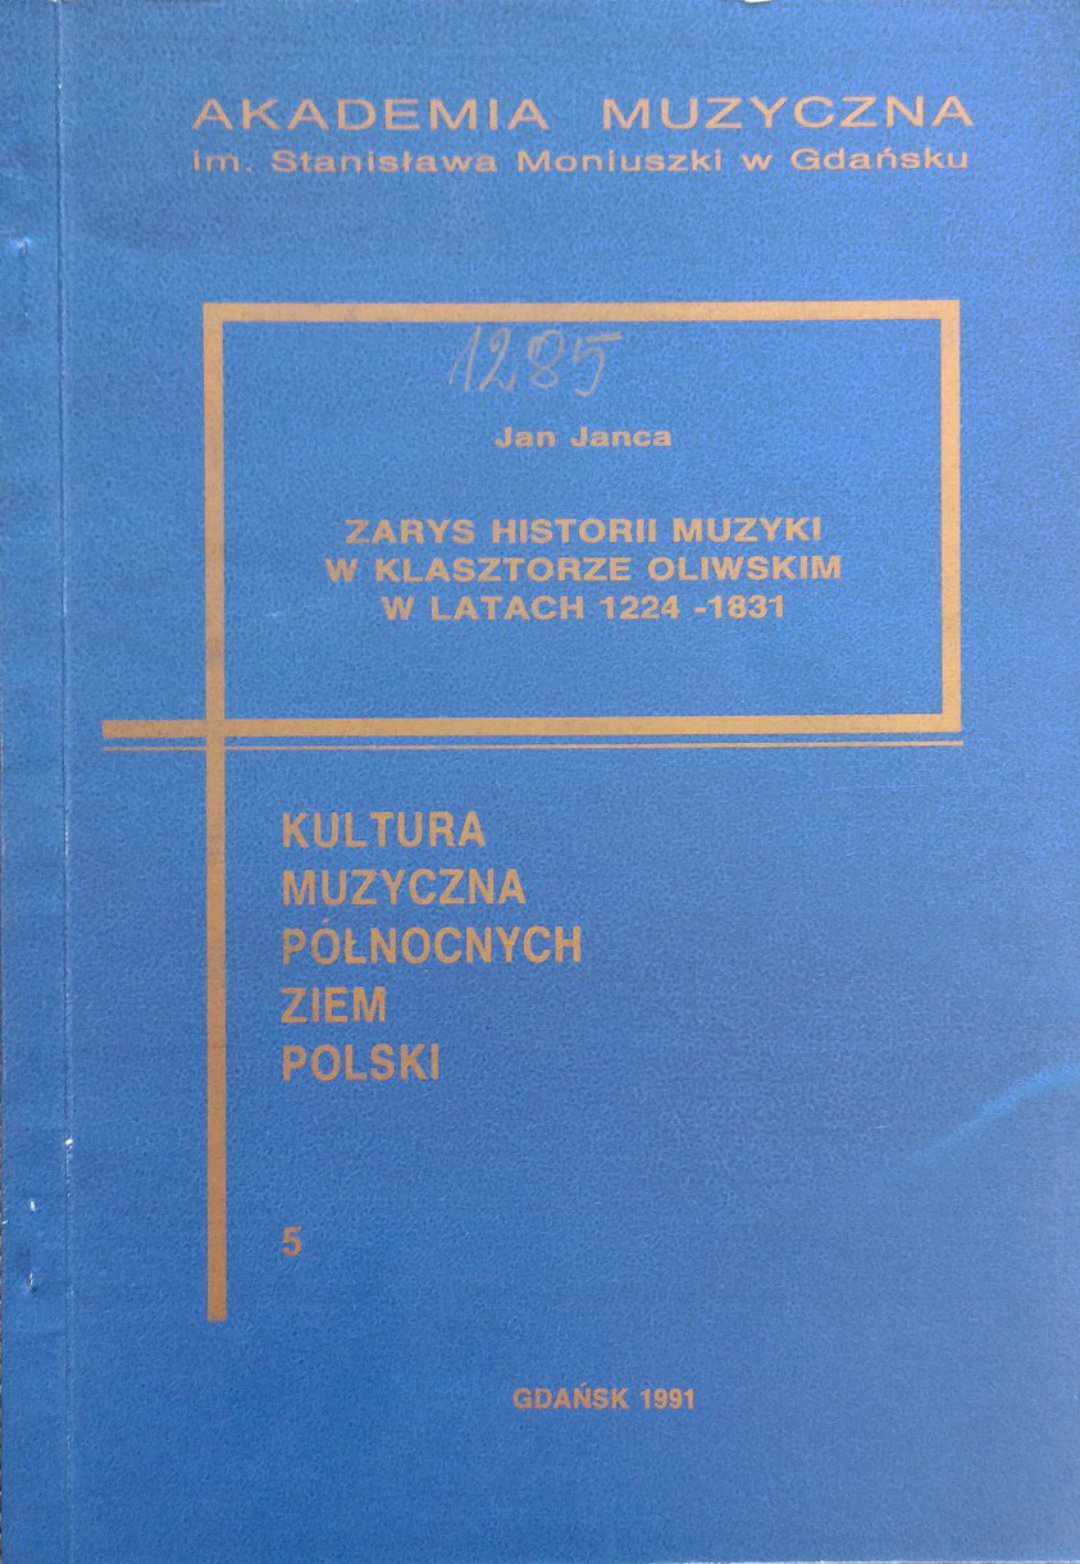 AKADEMIA MUZYCZNA
im. Stanisława Moniuszki w Gdańsku
1285
Jan Janca
ZARYS HISTORII MUZYKI
W KLASZTORZE OLIWSKIM
W LATACH 1224 -1831
KULTURA
MUZYCZNA
PÓŁNOCNYCH
ZIEM
POLSKI
5
GDAŃSK 1991